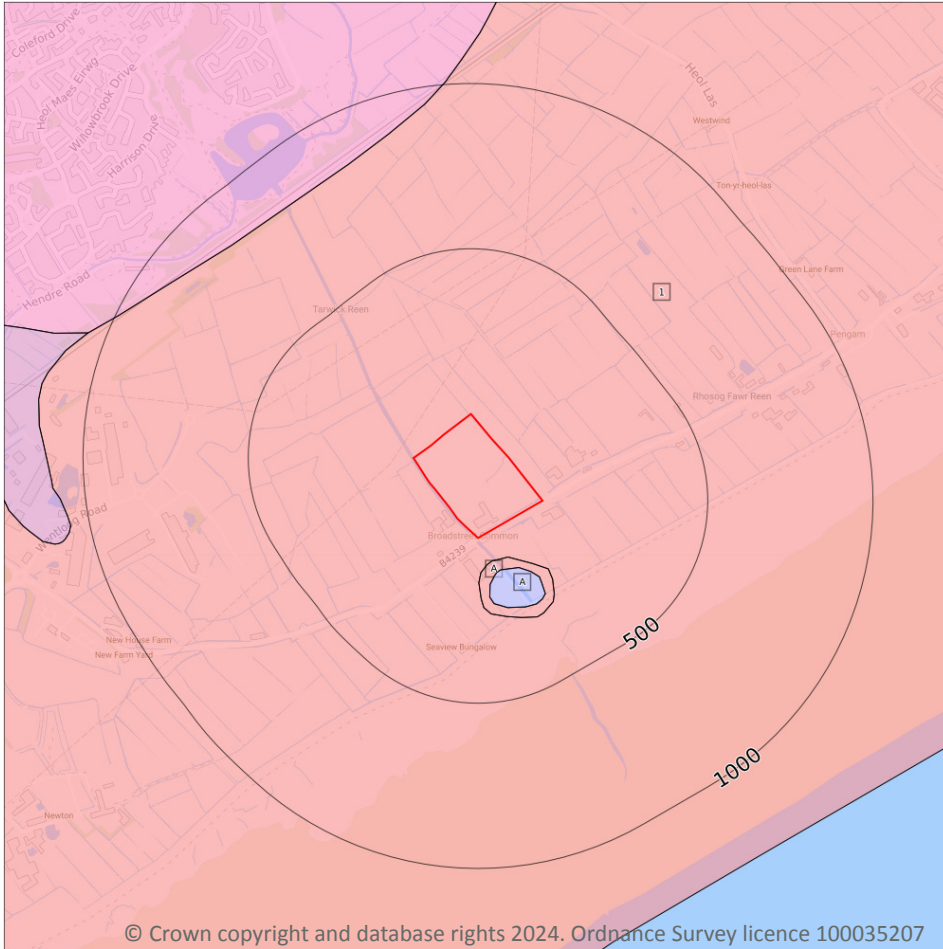 Coleford Drive
Heol Maes Eirwg
Willowbrook Drive
Harrison Drive
Heol Las
Westwind
Ton-yr-heol-las
Hendre Road
Green Lane Farm
1
Tarwick Reen
Pengam
Rhosog Fawr Reen
Wentloog Road
Broadstreet Common
B4239
A
A
500
New House Farm
New Farm Yard
Seaview Bungalow
1000
Newton
© Crown copyright and database rights 2024. Ordnance Survey licence 100035207